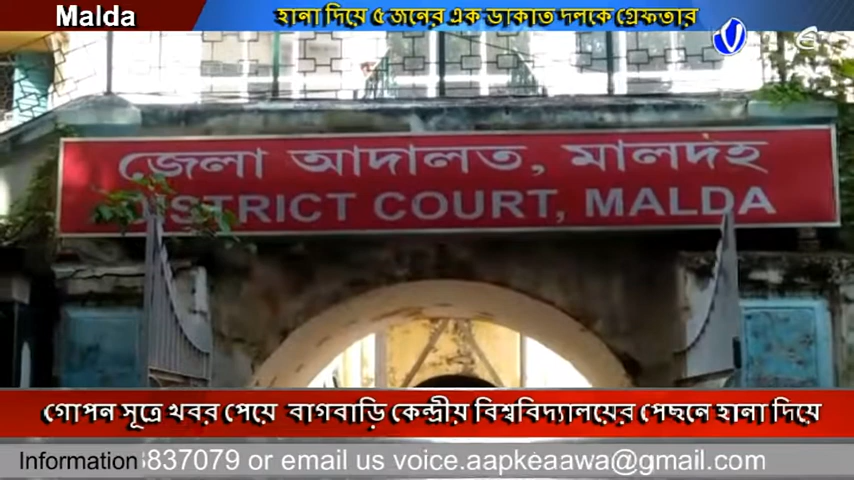 Malda
হানা দিয়ে ৫ জনের এক ডাকাত দলকে গ্রেফতার
জেলা আদালত, মালদহ
DISTRICT COURT, MALDA
গোপন সূত্রে খবর পেয়ে বাগবাড়ি কেন্দ্রীয় বিশ্ববিদ্যালয়ের পেছনে হানা দিয়ে
Information 3837079 or email us voice.aapkeaawa@gmail.com